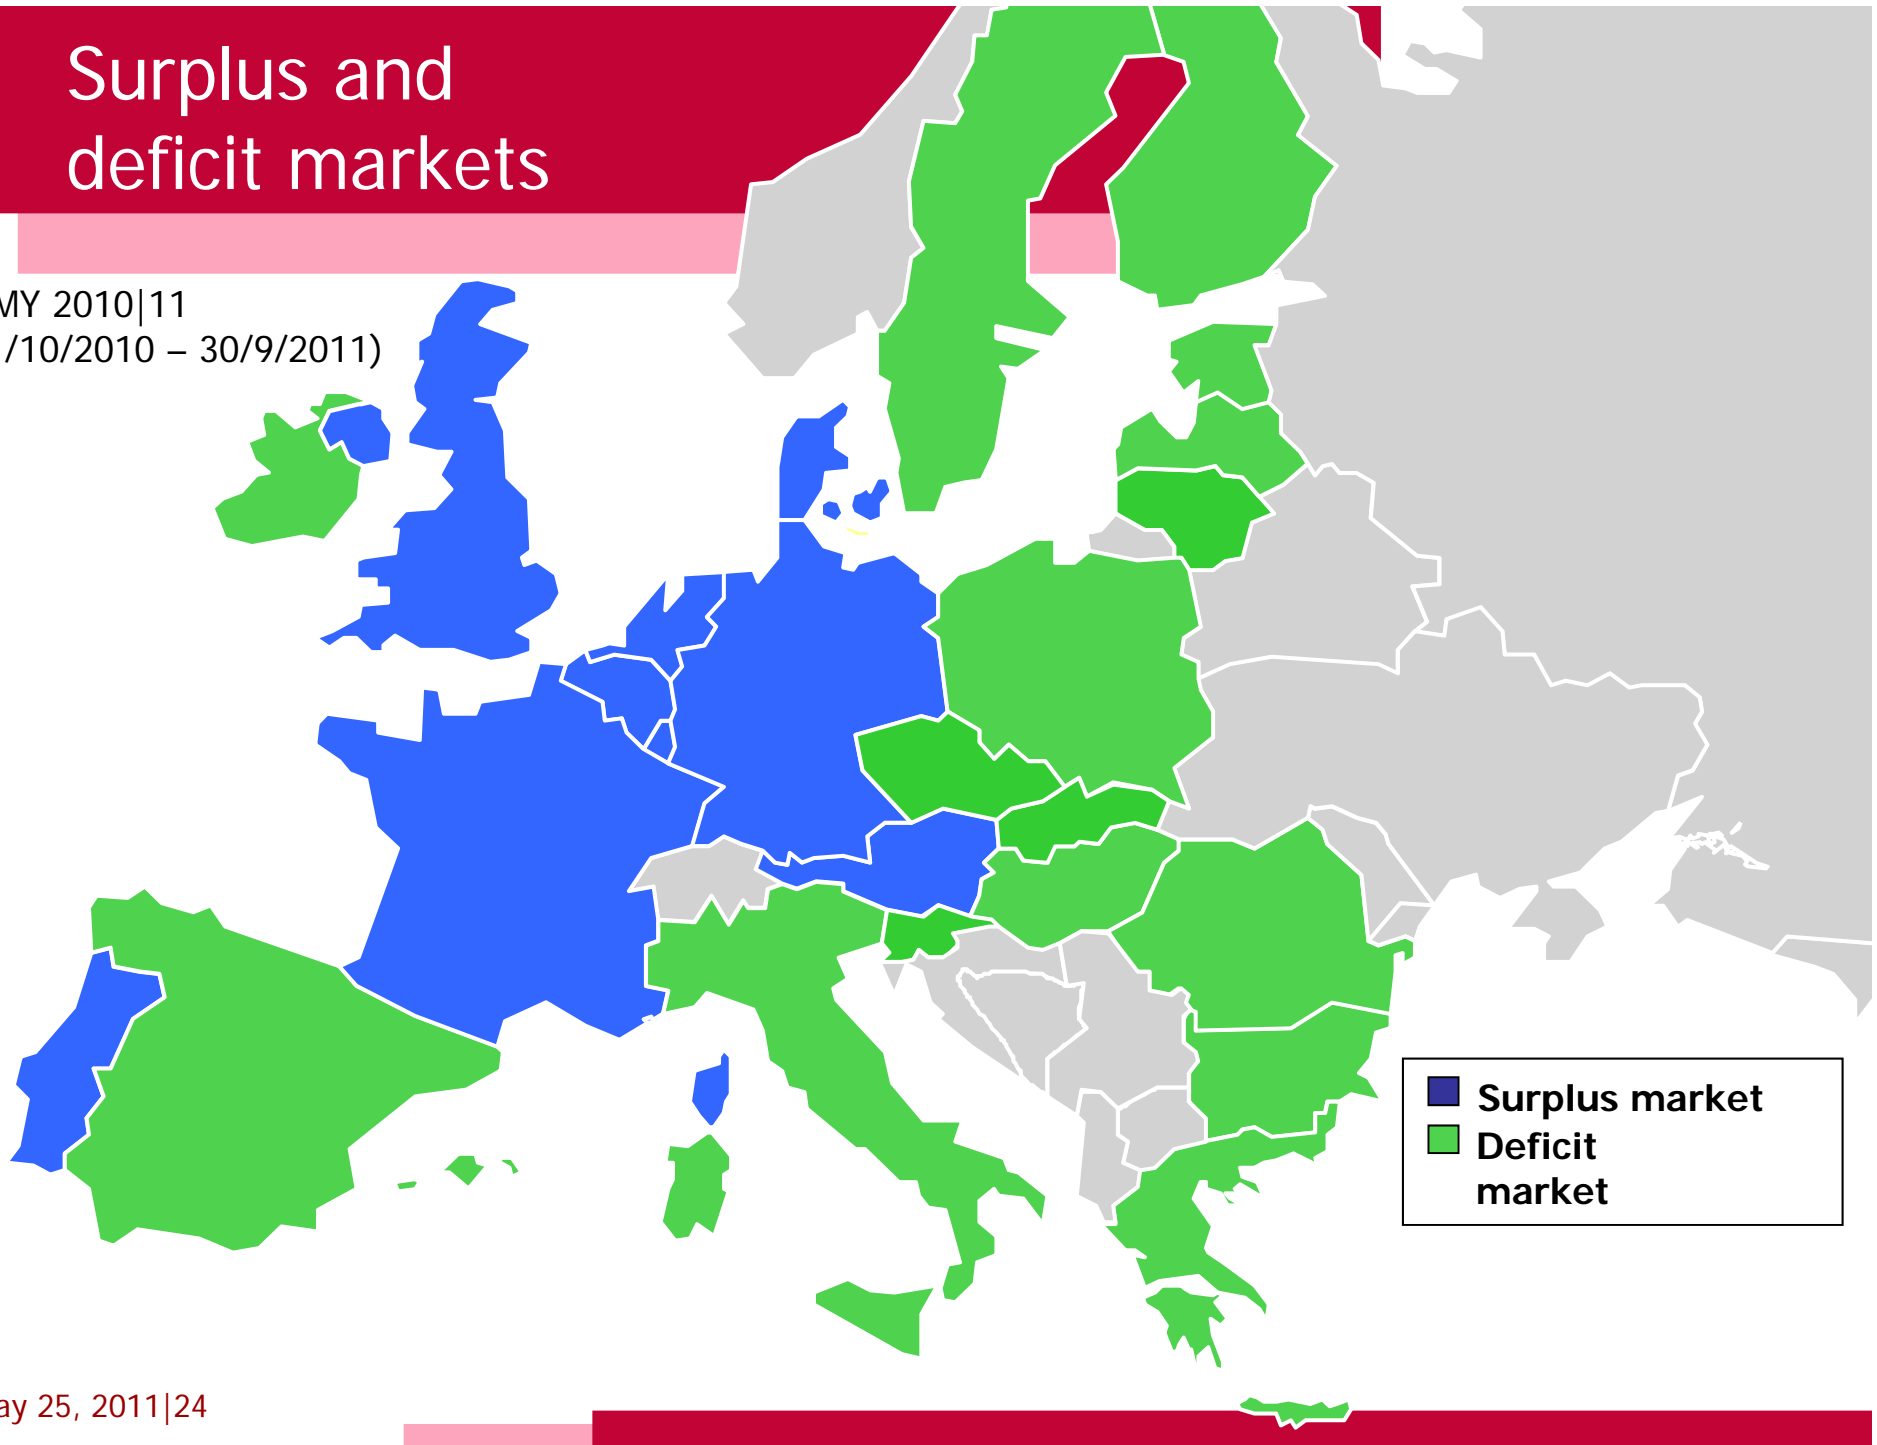 Surplus and
deficit markets
MY 2010|11
/10/2010 – 30/9/2011)
Surplus market
Deficit
market
ay 25, 2011|24